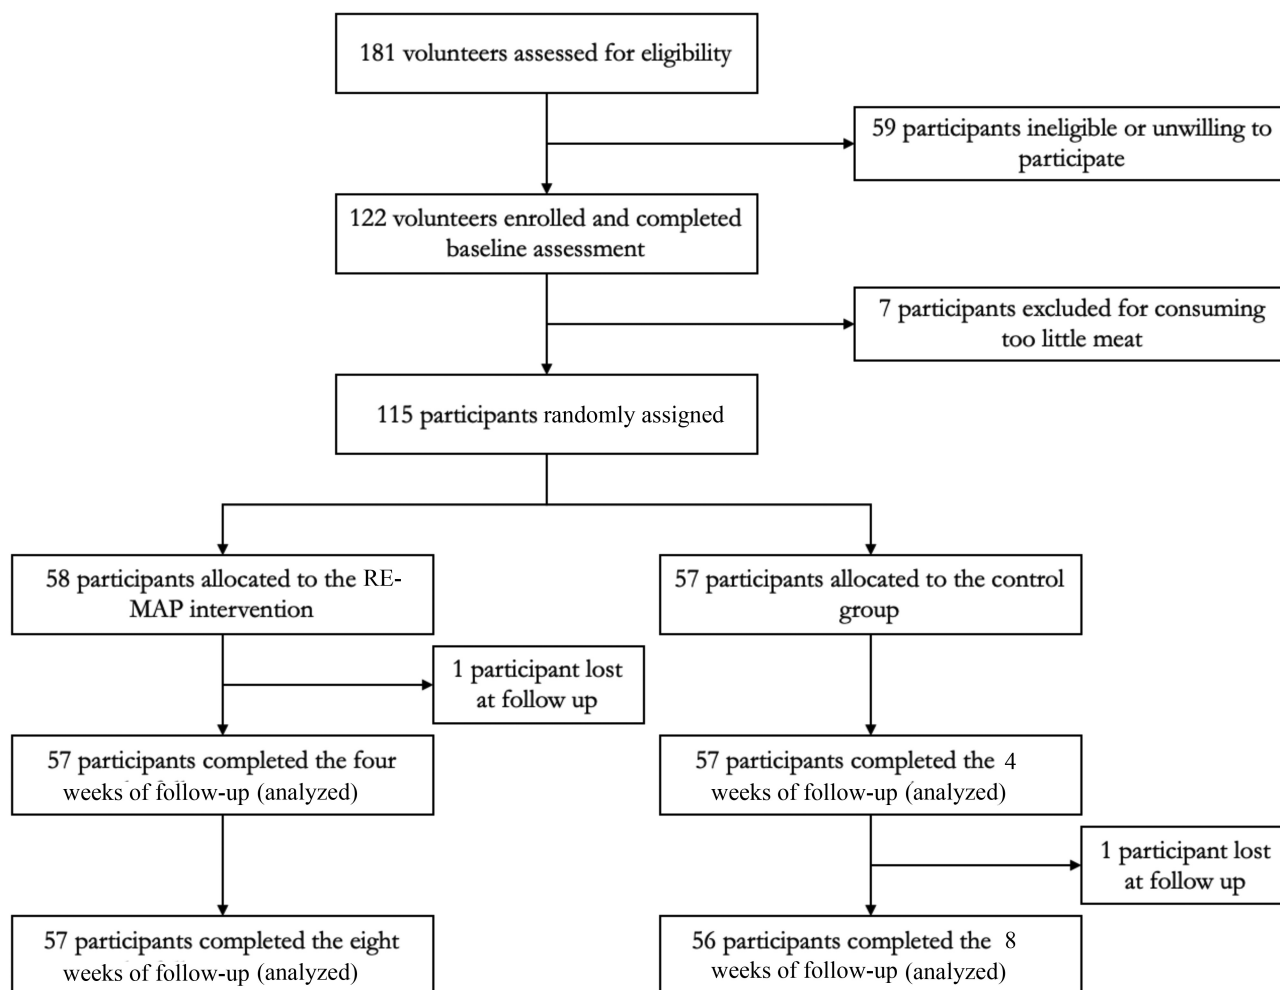 181 volunteers assessed for eligibility
59 participants ineligible or unwilling to
participate
122 volunteers enrolled and completed
baseline assessment
7 participants excluded for consuming
too little meat
115 participants randomly assigned
58 participants allocated to the RE-
MAP intervention
57 participants allocated to the control
group
1 participant lost
at follow up
57 participants completed the four
weeks of follow-up (analyzed)
57 participants completed the 4
weeks of follow-up (analyzed)
1 participant lost
at follow up
57 participants completed the eight
weeks of follow-up (analyzed)
56 participants completed the 8
weeks of follow-up (analyzed)